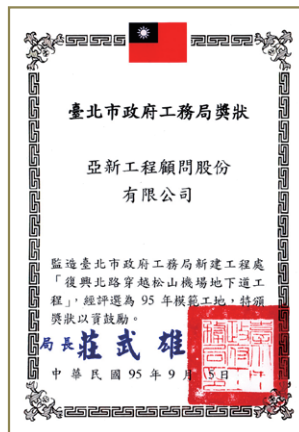 臺北市政府工務局獎狀
亞新工程顧問股份
有限公司
監造臺北市政府工務局新建工程處
「復興北路穿越松山機場地下道工
程」,經評選為 95 年模範工地,特頒
獎狀以資鼓勵。
局長莊武雄
中華民國 95 年 9 月 5 日